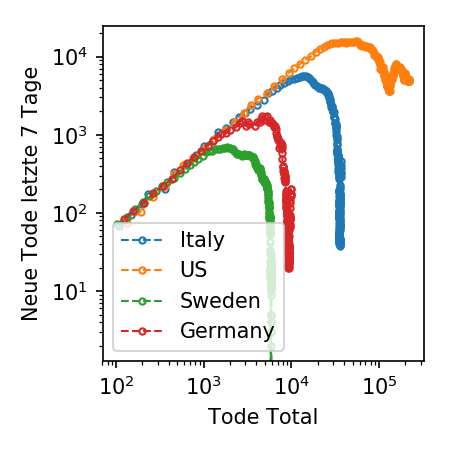 Neue Tode letzte 7 Tage
10⁴
10³
10²
10¹
Italy
US
Sweden
Germany
10² 10³ 10⁴ 10⁵
Tode Total